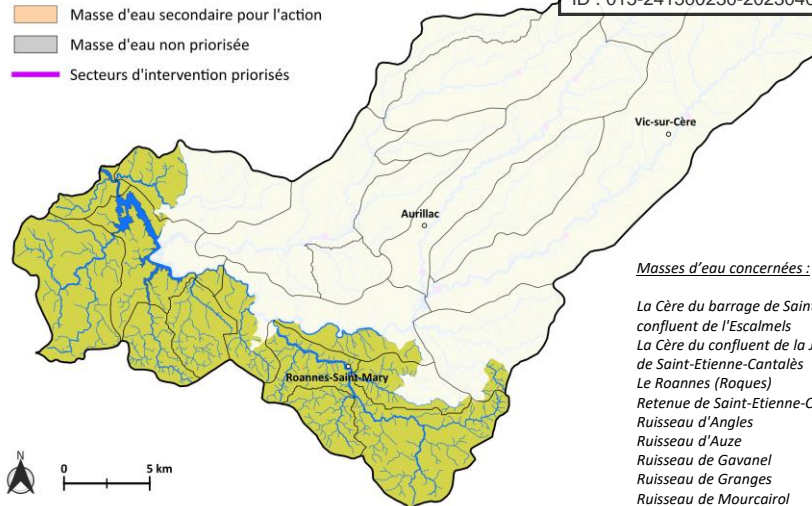 Masse d'eau secondaire pour l'action
Masse d'eau non priorisée
Secteurs d'intervention priorisés
Vic-sur-Cère
Aurillac
Roannes-Saint-Mary
N
0 5 km
Masses d'eau concernées :
La Cère du barrage de Saint
confluent de l'Escalmels
La Cère du confluent de la
de Saint-Etienne-Cantalès
Le Roannes (Roques)
Retenue de Saint-Etienne-C
Ruisseau d'Angles
Ruisseau d'Auze
Ruisseau de Gavanel
Ruisseau de Granges
Ruisseau de Mourcairol